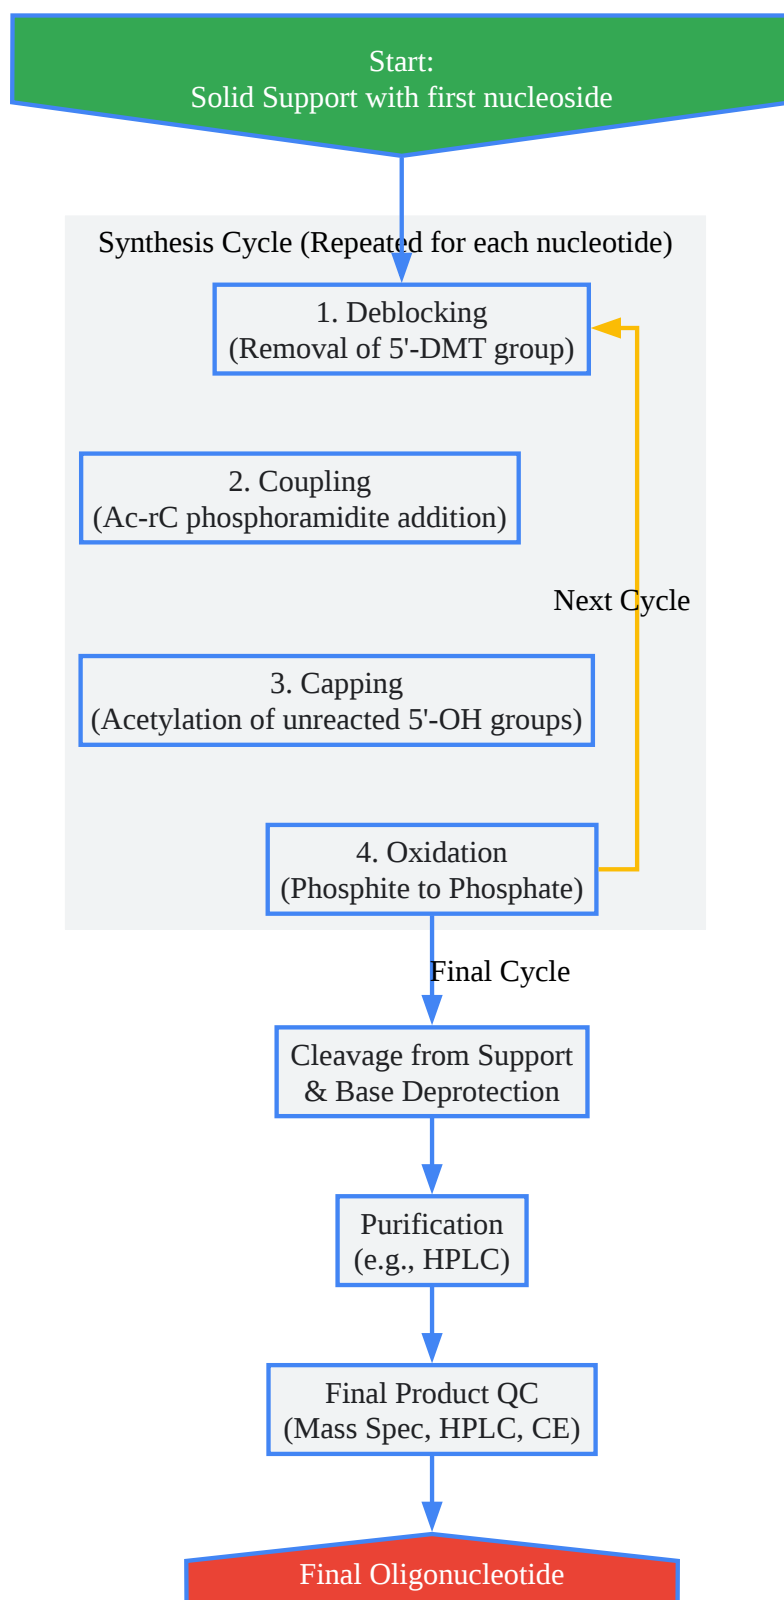 Start:
Solid Support with first nucleoside
Synthesis Cycle (Repeated for each nucleotide)
1. Deblocking
(Removal of 5'-DMT group)
2. Coupling
(Ac-rC phosphoramidite addition)
Next Cycle
3. Capping
(Acetylation of unreacted 5'-OH groups)
4. Oxidation
(Phosphite to Phosphate)
Final Cycle
Cleavage from Support
& Base Deprotection
Purification
(e.g., HPLC)
Final Product QC
(Mass Spec, HPLC, CE)
Final Oligonucleotide